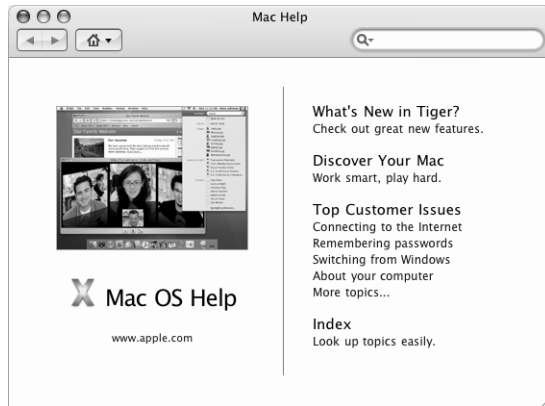 Mac Help
Mac OS Help
www.apple.com
What's New in Tiger?
Check out great new features.
Discover Your Mac
Work smart, play hard.
Top Customer Issues
Connecting to the Internet
Remembering passwords
Switching from Windows
About your computer
More topics...
Index
Look up topics easily.